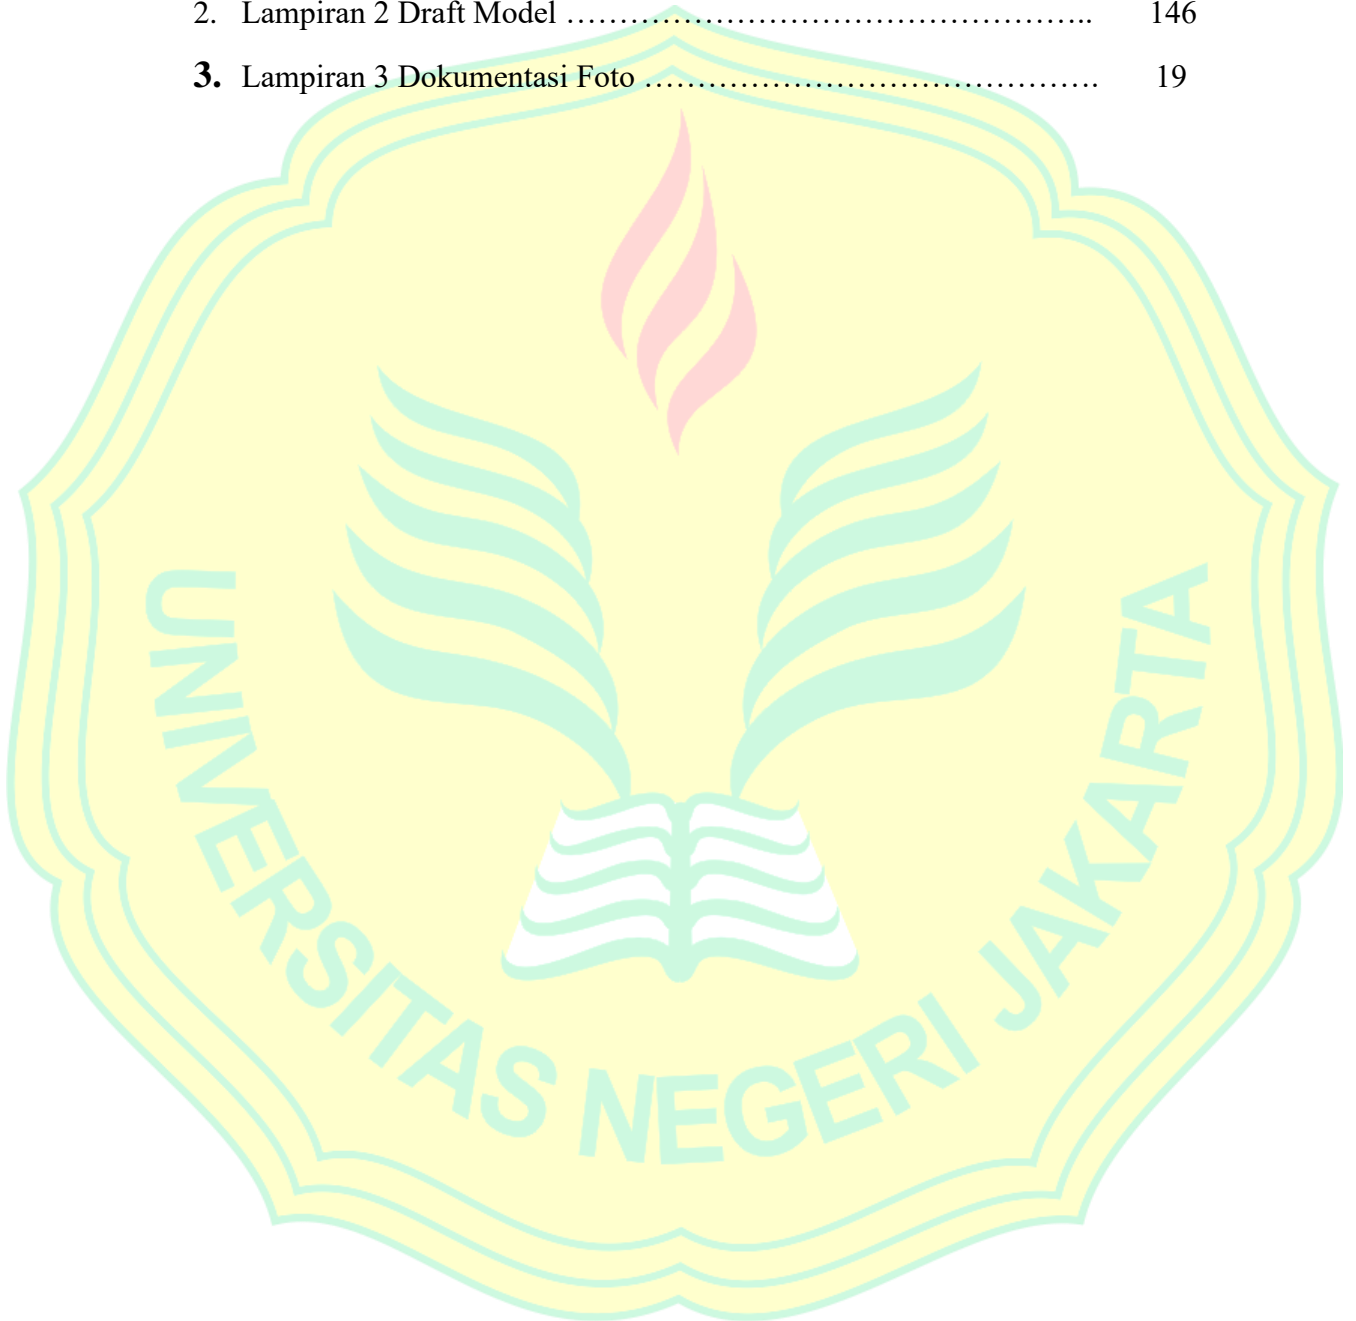 2. Lampiran 2 Draft Model ………………………………………….. 146
3. Lampiran 3 Dokumentasi Foto ……………………………………. 19
UNIVERSITAS NEGERI JAKARTA